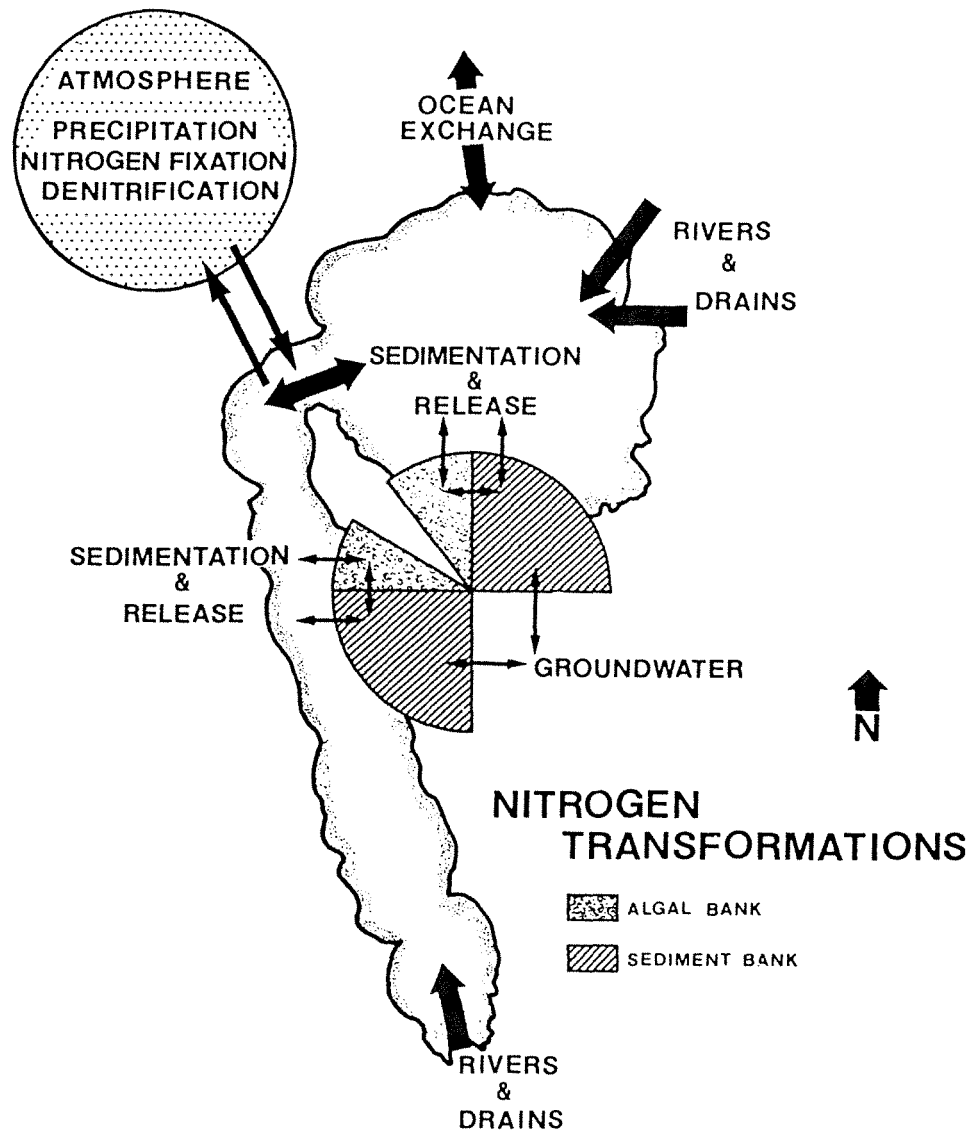 ATMOSPHERE
PRECIPITATION
NITROGEN FIXATION
DENITRIFICATION
OCEAN
EXCHANGE
RIVERS
&
DRAINS
SEDIMENTATION
&
RELEASE
SEDIMENTATION
&
RELEASE
GROUNDWATER
N
NITROGEN
TRANSFORMATIONS
ALGAL BANK
SEDIMENT BANK
RIVERS
&
DRAINS